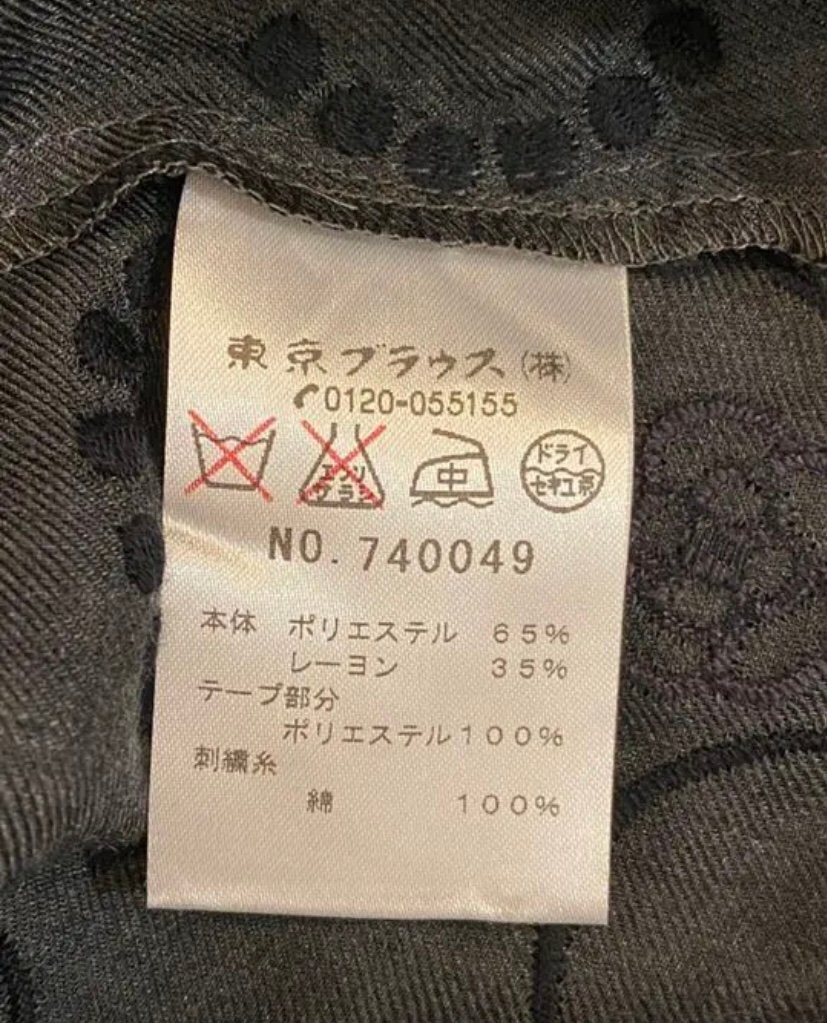 東京ブラウス(株)
0120-055155
エンソ
サラシ
中
ドライ
セキユ系
NO. 740049
本体 ポリエステル 65%
レーヨン 35%
テープ部分
ポリエステル100%
刺繍糸
綿 100%